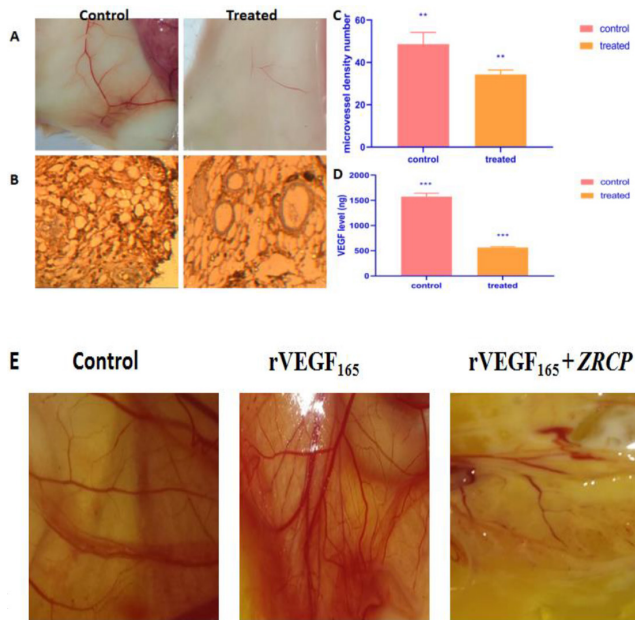 Control Treated
A
B
C
microvessel density number
60
40
20
0
**
**
control
treated
control
treated
D
VEGF level (ng)
2000
1500
1000
500
0
***
***
control
treated
control
treated
E Control rVEGF₁₆₅ rVEGF₁₆₅+ZRCP